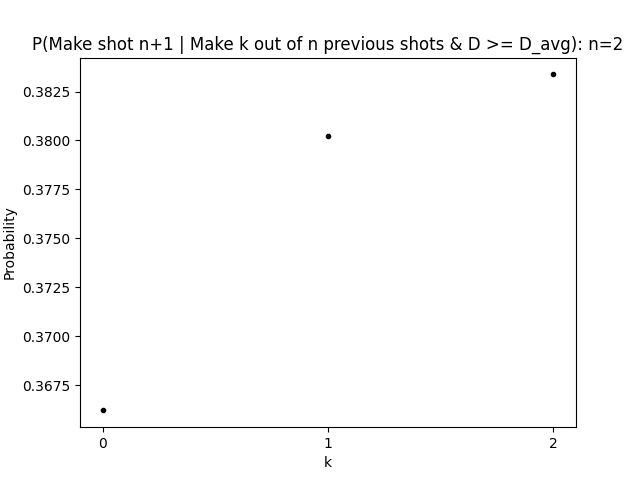 P(Make shot n+1 | Make k out of n previous shots & D >= D_avg): n=2
0.3825
0.3800
0.3775
0.3750
0.3725
0.3700
0.3675
Probability
0 1 2
k